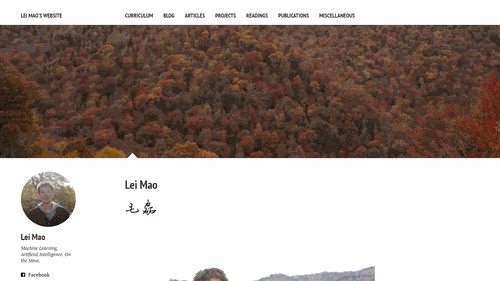 LEI MAO'S WEBSITE
CURRICULUM BLOG ARTICLES PROJECTS READINGS PUBLICATIONS MISCELLANEOUS
Lei Mao
毛磊
Lei Mao
Machine Learning,
Artificial Intelligence. On
the Move.
Facebook